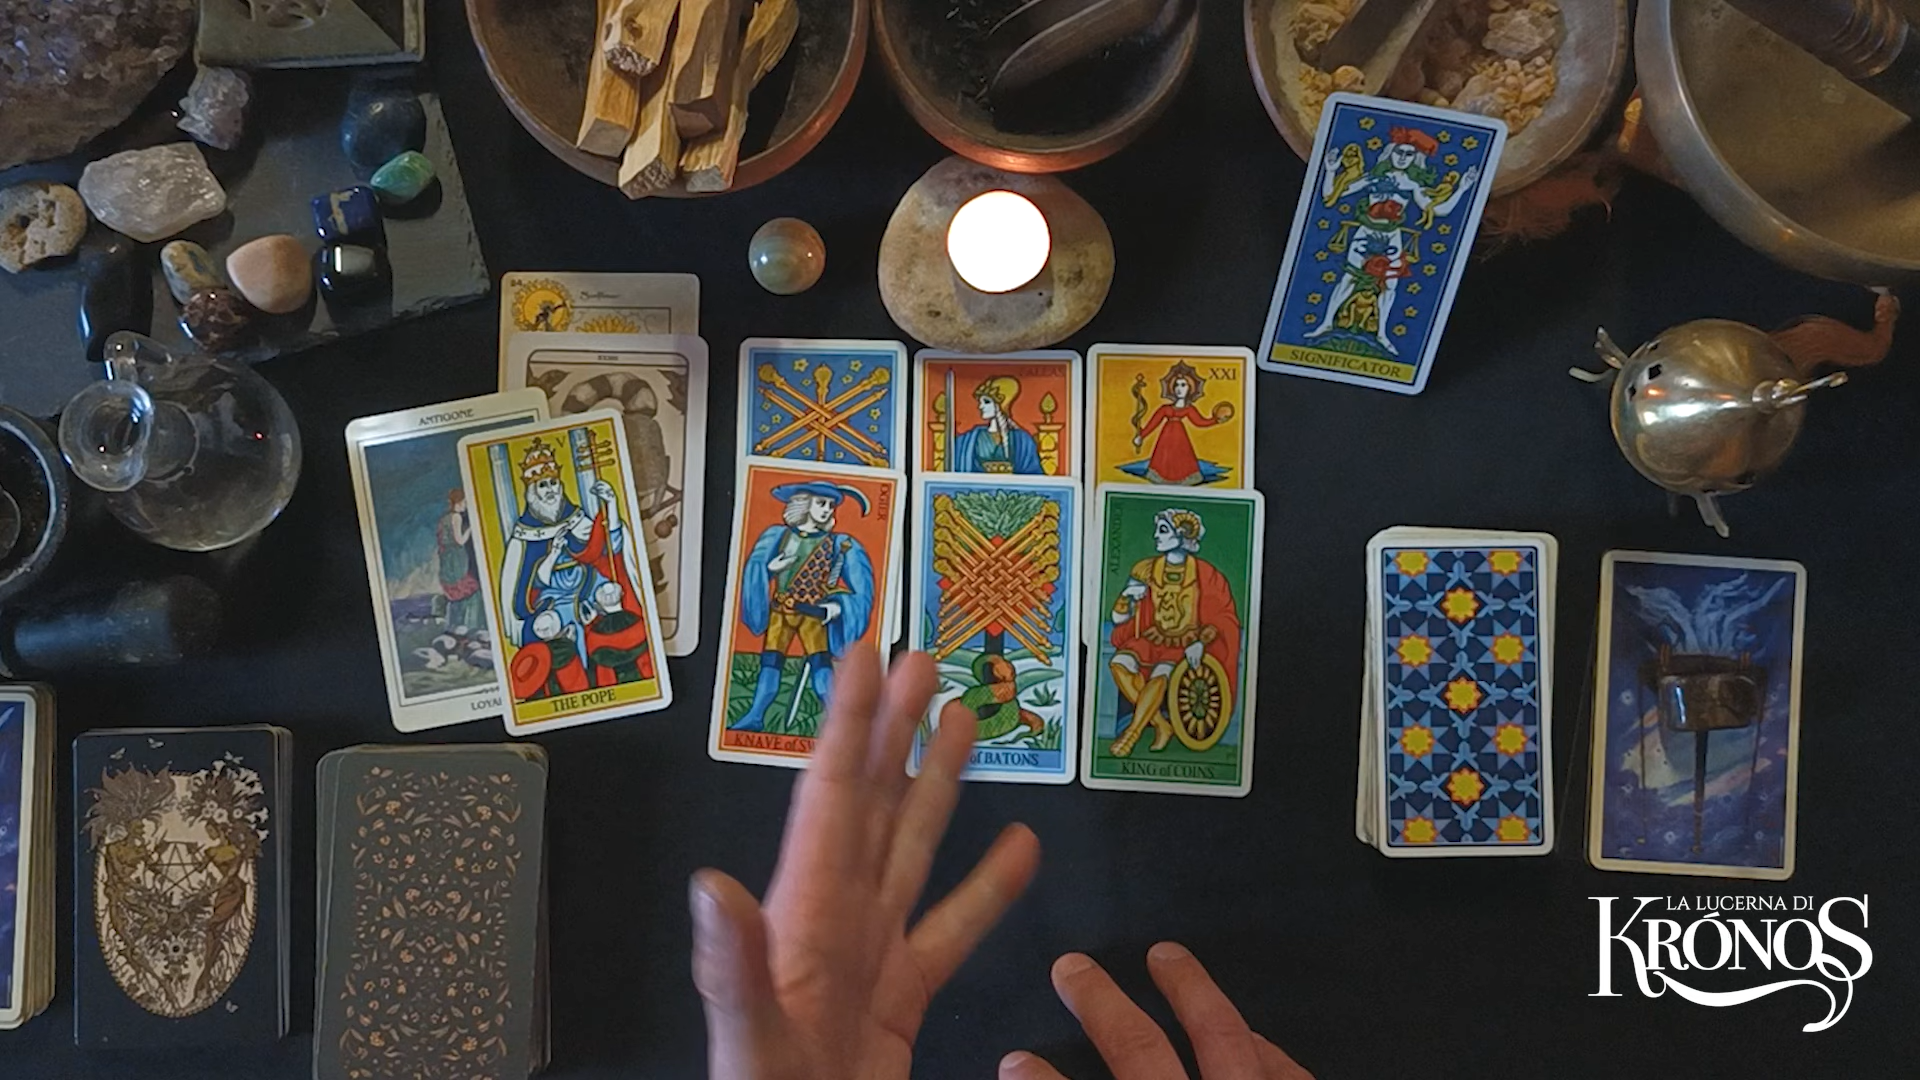 SIGNIFICATOR
XXI
PALLAS
ANTIGONE
V
THE POPE
OGIER
KNAVE of SW
of BATONS
ALEXANDER
KING of COINS
LA LUCERNA DI
KRÓNOS